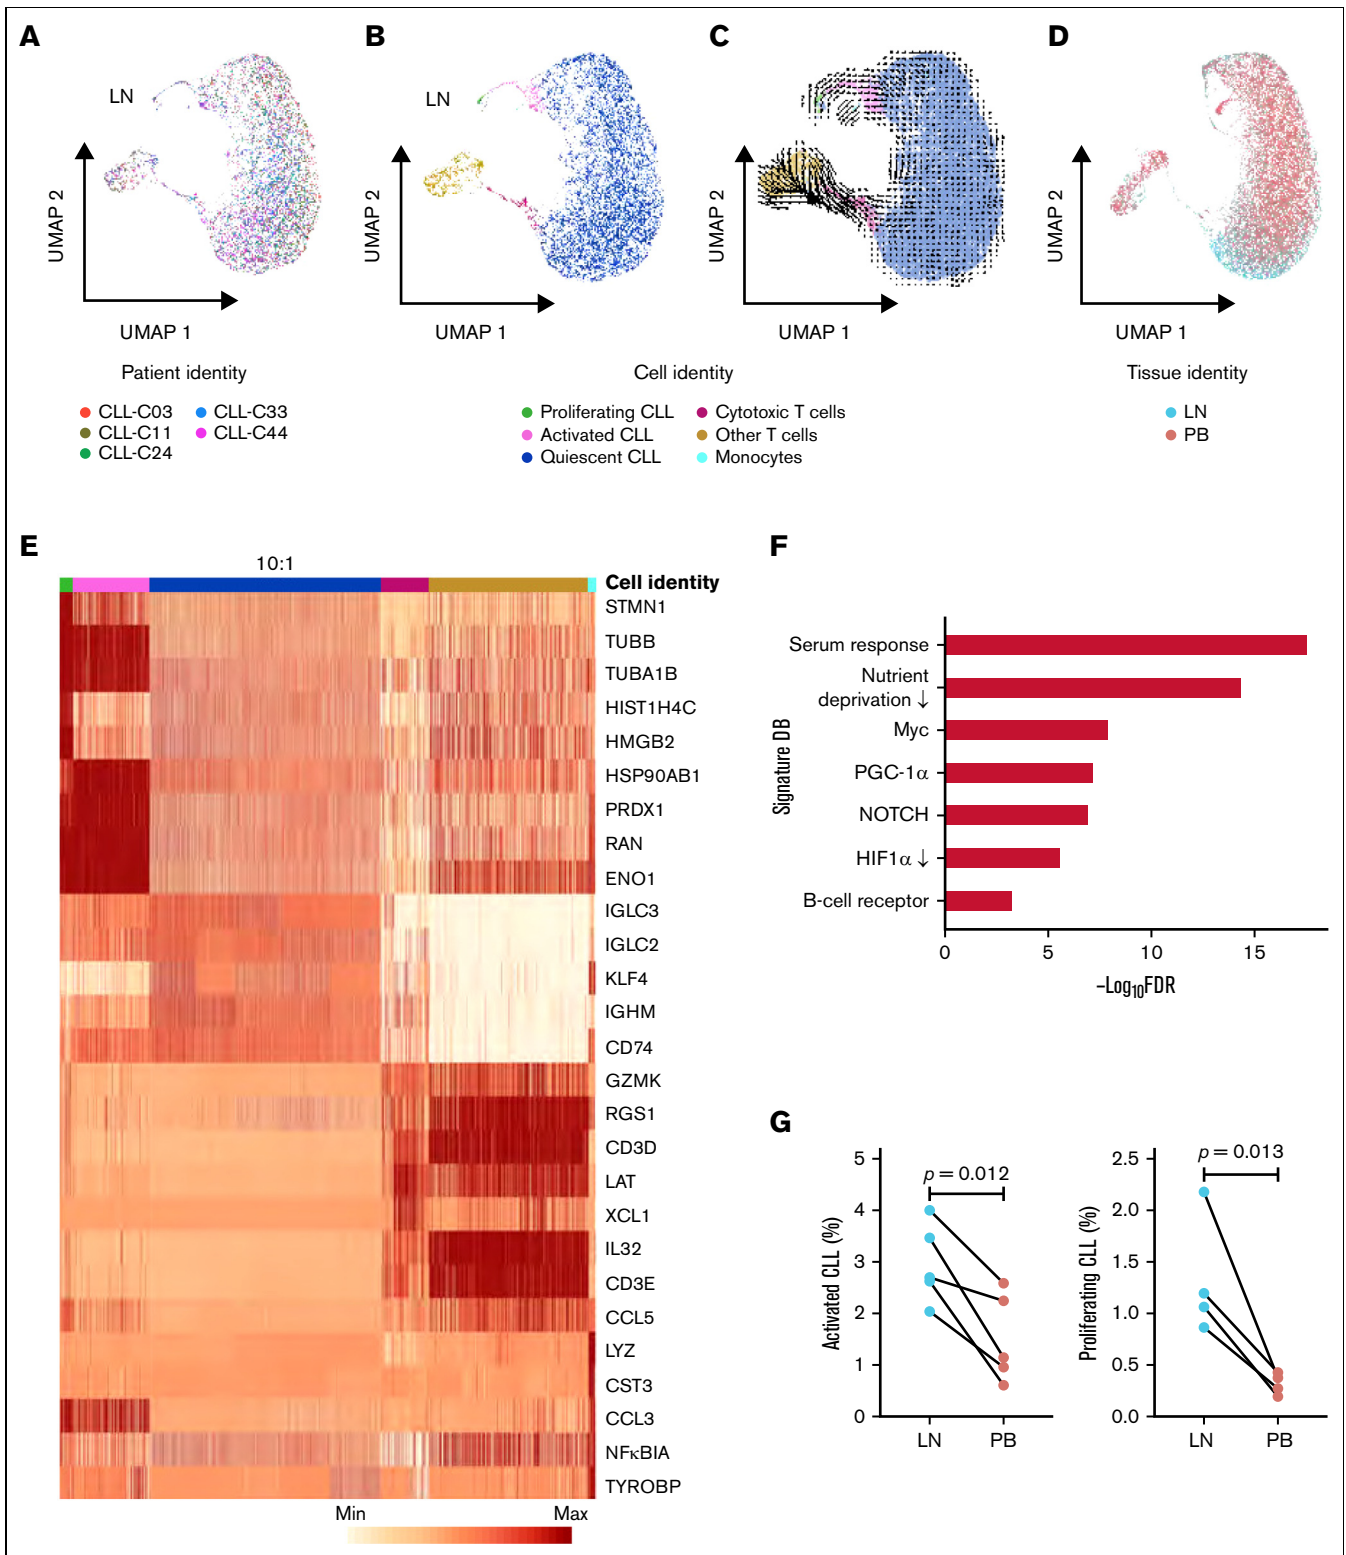 A
B
C
D
LN
LN
UMAP 2
UMAP 2
UMAP 2
UMAP 2
UMAP 1
UMAP 1
UMAP 1
UMAP 1
Patient identity
CLL-C03
CLL-C33
CLL-C11
CLL-C44
CLL-C24
Cell identity
Proliferating CLL
Cytotoxic T cells
Activated CLL
Other T cells
Quiescent CLL
Monocytes
Tissue identity
LN
PB
E
10:1
Cell identity
STMN1
TUBB
TUBA1B
HIST1H4C
HMGB2
HSP90AB1
PRDX1
RAN
ENO1
IGLC3
IGLC2
KLF4
IGHM
CD74
GZMK
RGS1
CD3D
LAT
XCL1
IL32
CD3E
CCL5
LYZ
CST3
CCL3
NFκBIA
TYROBP
Min
Max
F
Signature DB
Serum response
Nutrient
deprivation ↓
Myc
PGC-1α
NOTCH
HIF1α ↓
B-cell receptor
0
5
10
15
–Log10FDR
G
Activated CLL (%)
5
4
3
2
1
0
p = 0.012
LN
PB
Proliferating CLL (%)
2.5
2.0
1.5
1.0
0.5
0.0
p = 0.013
LN
PB